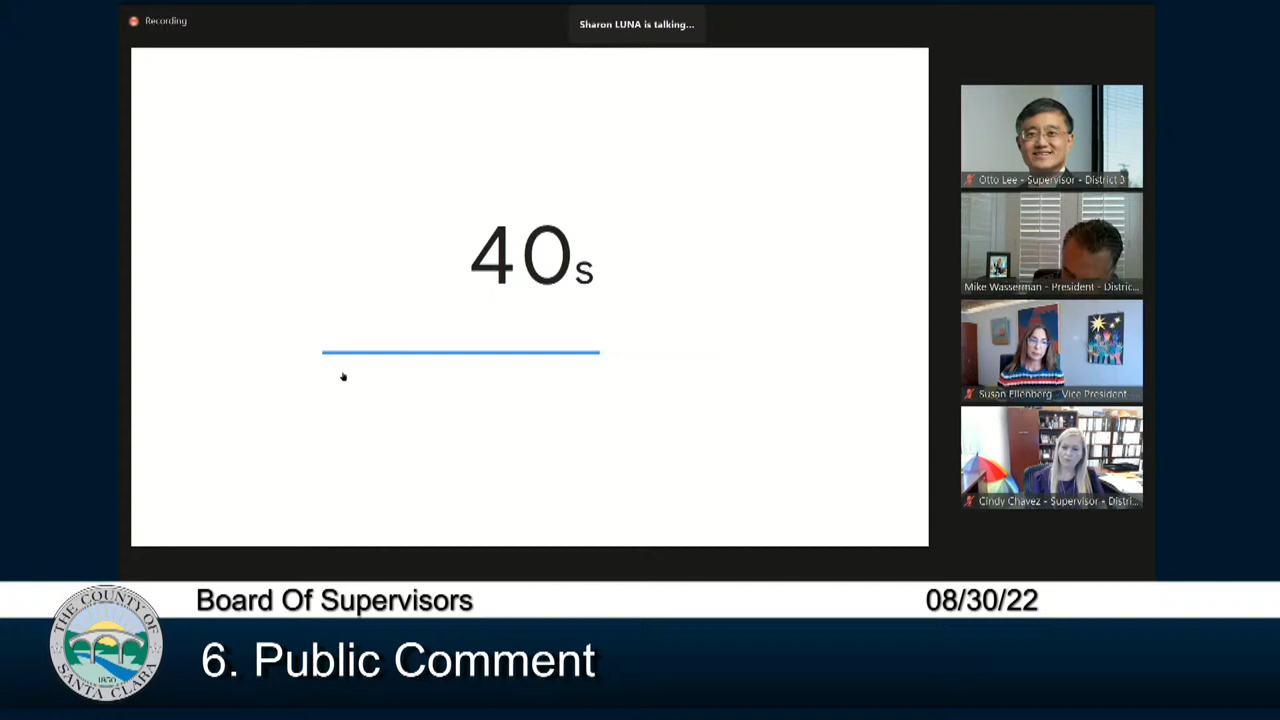 Recording
Sharon LUNA is talking...
40s
Otto Lee - Supervisor - District 3
Mike Wasserman - President - Distric...
Susan Ellenberg - Vice President
Cindy Chavez - Supervisor - Distri...
Board Of Supervisors
08/30/22
THE COUNTY OF
SANTA CLARA
1850
6. Public Comment